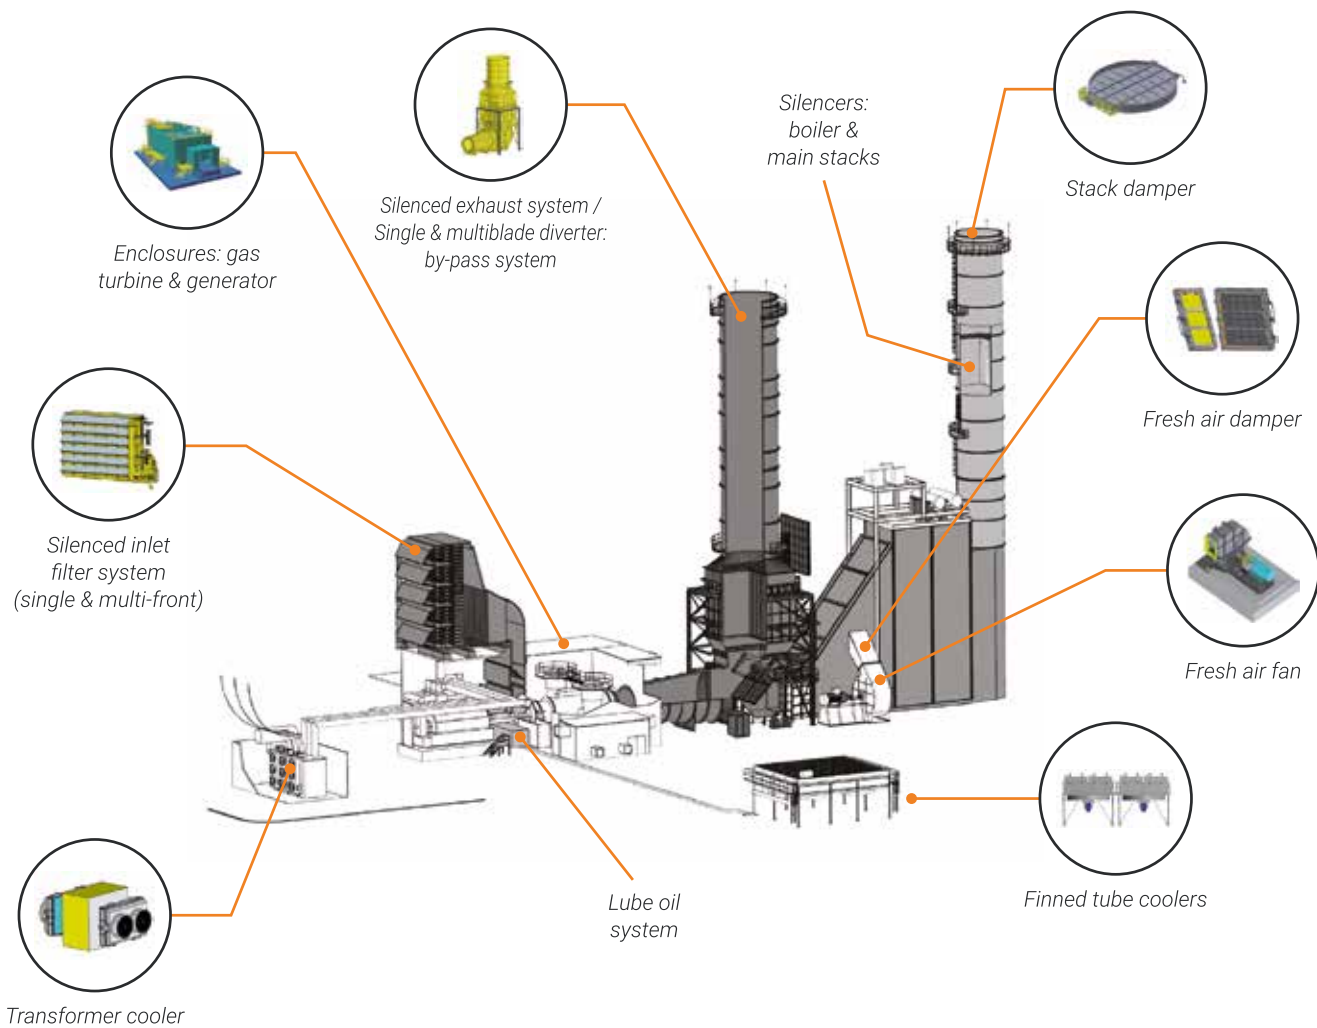 Silencers:
boiler &
main stacks
Stack damper
Silenced exhaust system /
Single & multiblade diverter:
by-pass system
Enclosures: gas
turbine & generator
Fresh air damper
Silenced inlet
filter system
(single & multi-front)
Fresh air fan
Finned tube coolers
Lube oil
system
Transformer cooler